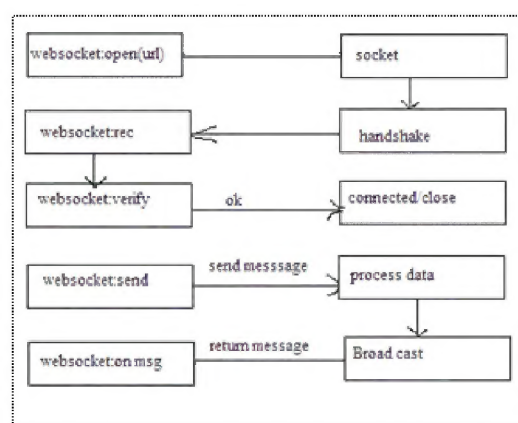 websocket:open(url)
socket
websocket:rec
handshake
websocket:verify
ok
connected/close
websocket:send
send messsage
process data
websocket:on msg
return message
Broad cast